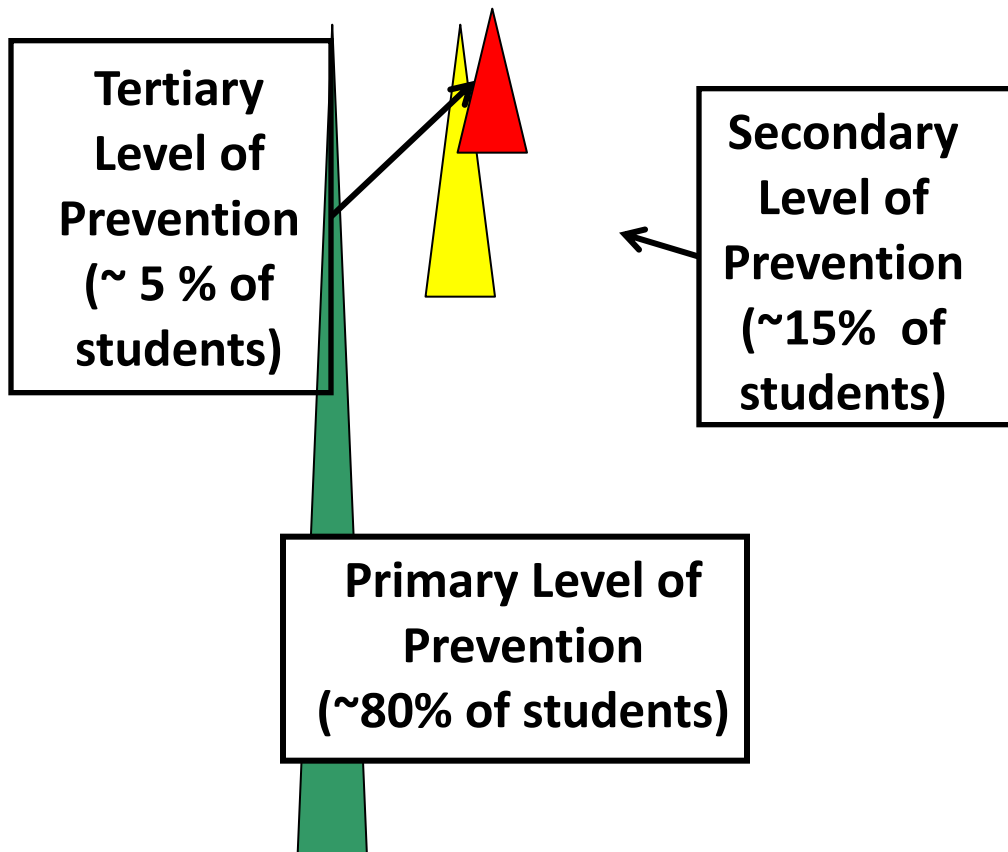 Tertiary
Level of
Prevention
(~ 5 % of
students)
Secondary
Level of
Prevention
(~15%  of
students)
Primary Level of
Prevention
(~80% of students)